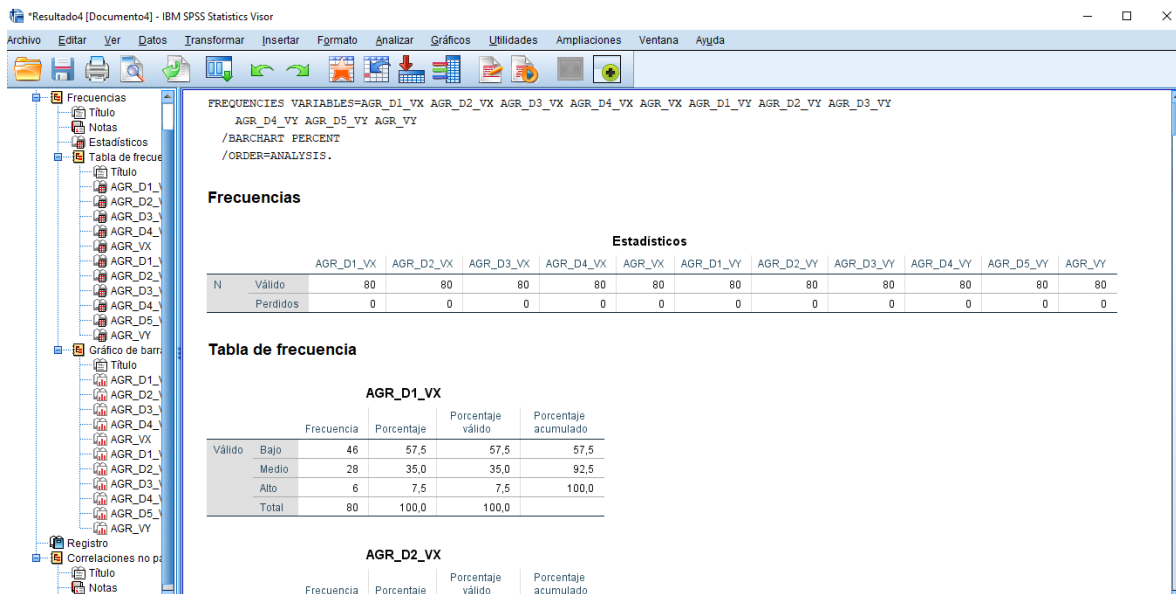 *Resultado4 [Documento4] - IBM SPSS Statistics Visor
Archivo Editar Ver Datos Transformar Insertar Formato Analizar Gráficos Utilidades Ampliaciones Ventana Ayuda
Frecuencias
Título
Notas
Estadísticos
Tabla de frecue
Título
AGR_D1_V
AGR_D2_V
AGR_D3_V
AGR_D4_V
AGR_VX
AGR_D1_V
AGR_D2_V
AGR_D3_V
AGR_D4_V
AGR_D5_V
AGR_VY
Gráfico de barra
Título
AGR_D1_V
AGR_D2_V
AGR_D3_V
AGR_D4_V
AGR_VX
AGR_D1_V
AGR_D2_V
AGR_D3_V
AGR_D4_V
AGR_D5_V
AGR_VY
Registro
Correlaciones no pa
Título
Notas
FREQUENCIES VARIABLES=AGR_D1_VX AGR_D2_VX AGR_D3_VX AGR_D4_VX AGR_VX AGR_D1_VY AGR_D2_VY AGR_D3_VY
AGR_D4_VY AGR_D5_VY AGR_VY
/BARCHART PERCENT
/ORDER=ANALYSIS.
Frecuencias
Estadísticos
AGR_D1_VX AGR_D2_VX AGR_D3_VX AGR_D4_VX AGR_VX AGR_D1_VY AGR_D2_VY AGR_D3_VY AGR_D4_VY AGR_D5_VY AGR_VY
N Válido 80 80 80 80 80 80 80 80 80 80 80
Perdidos 0 0 0 0 0 0 0 0 0 0 0
Tabla de frecuencia
AGR_D1_VX
Frecuencia Porcentaje Porcentaje válido Porcentaje acumulado
Válido Bajo 46 57,5 57,5 57,5
Medio 28 35,0 35,0 92,5
Alto 6 7,5 7,5 100,0
Total 80 100,0 100,0
AGR_D2_VX
Frecuencia Porcentaje Porcentaje válido Porcentaje acumulado